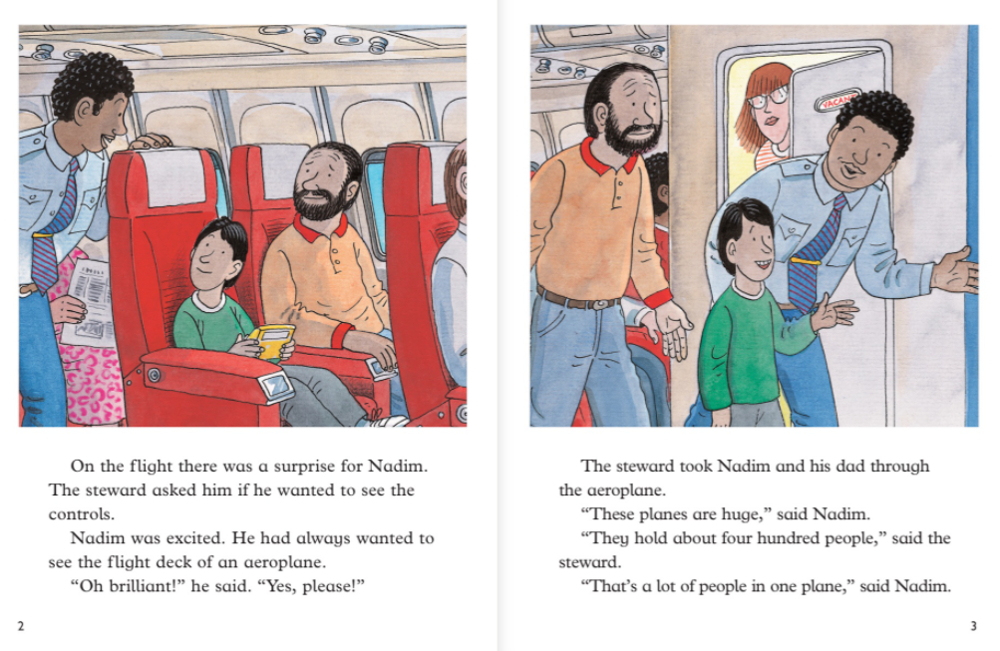 On the flight there was a surprise for Nadim.
The steward asked him if he wanted to see the
controls.
Nadim was excited. He had always wanted to
see the flight deck of an aeroplane.
“Oh brilliant!” he said. “Yes, please!”
2
VACAN
The steward took Nadim and his dad through
the aeroplane.
“These planes are huge,” said Nadim.
“They hold about four hundred people,” said the
steward.
“That’s a lot of people in one plane,” said Nadim.
3